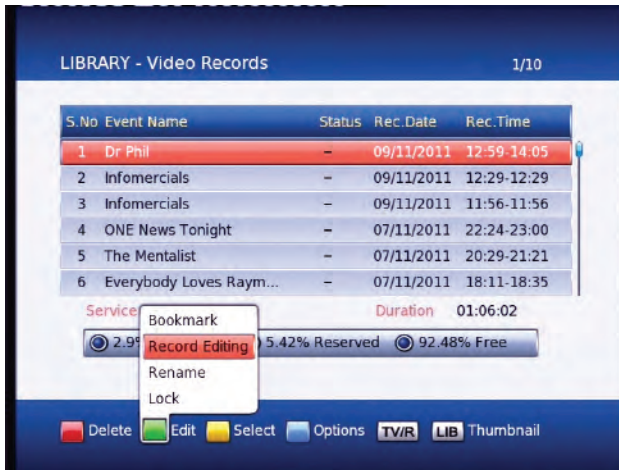 LIBRARY - Video Records 1/10
S.No Event Name Status Rec.Date Rec.Time
1 Dr Phil - 09/11/2011 12:59-14:05
2 Infomercials - 09/11/2011 12:29-12:29
3 Infomercials - 09/11/2011 11:56-11:56
4 ONE News Tonight - 07/11/2011 22:24-23:00
5 The Mentalist - 07/11/2011 20:29-21:21
6 Everybody Loves Raym... - 07/11/2011 18:11-18:35
Service Duration 01:06:02
Bookmark
2.9 5.42% Reserved 92.48% Free
Record Editing
Rename
Lock
Delete Edit Select Options TV/R LIB Thumbnail